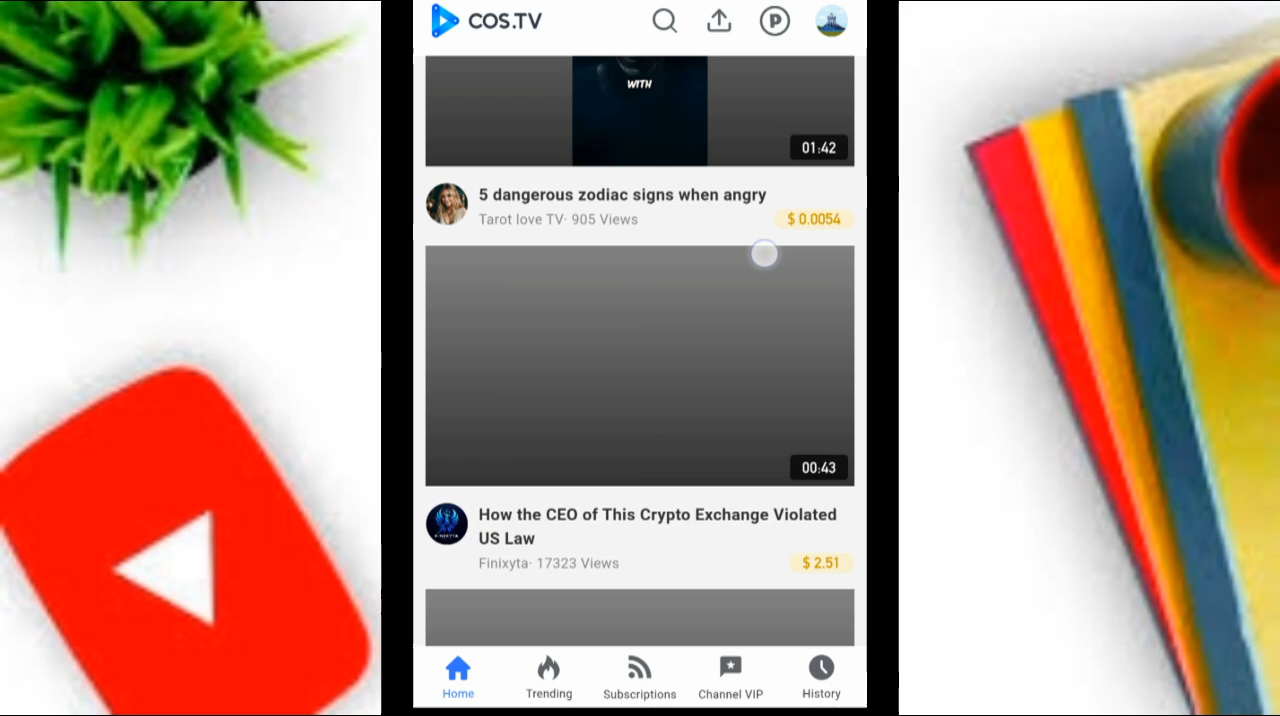 COS.TV
P
WITH
01:42
5 dangerous zodiac signs when angry
Tarot love TV· 905 Views
$ 0.0054
00:43
How the CEO of This Crypto Exchange Violated
US Law
Finixyta· 17323 Views
$ 2.51
FINIXYTA
Home
Trending
Subscriptions
Channel VIP
History